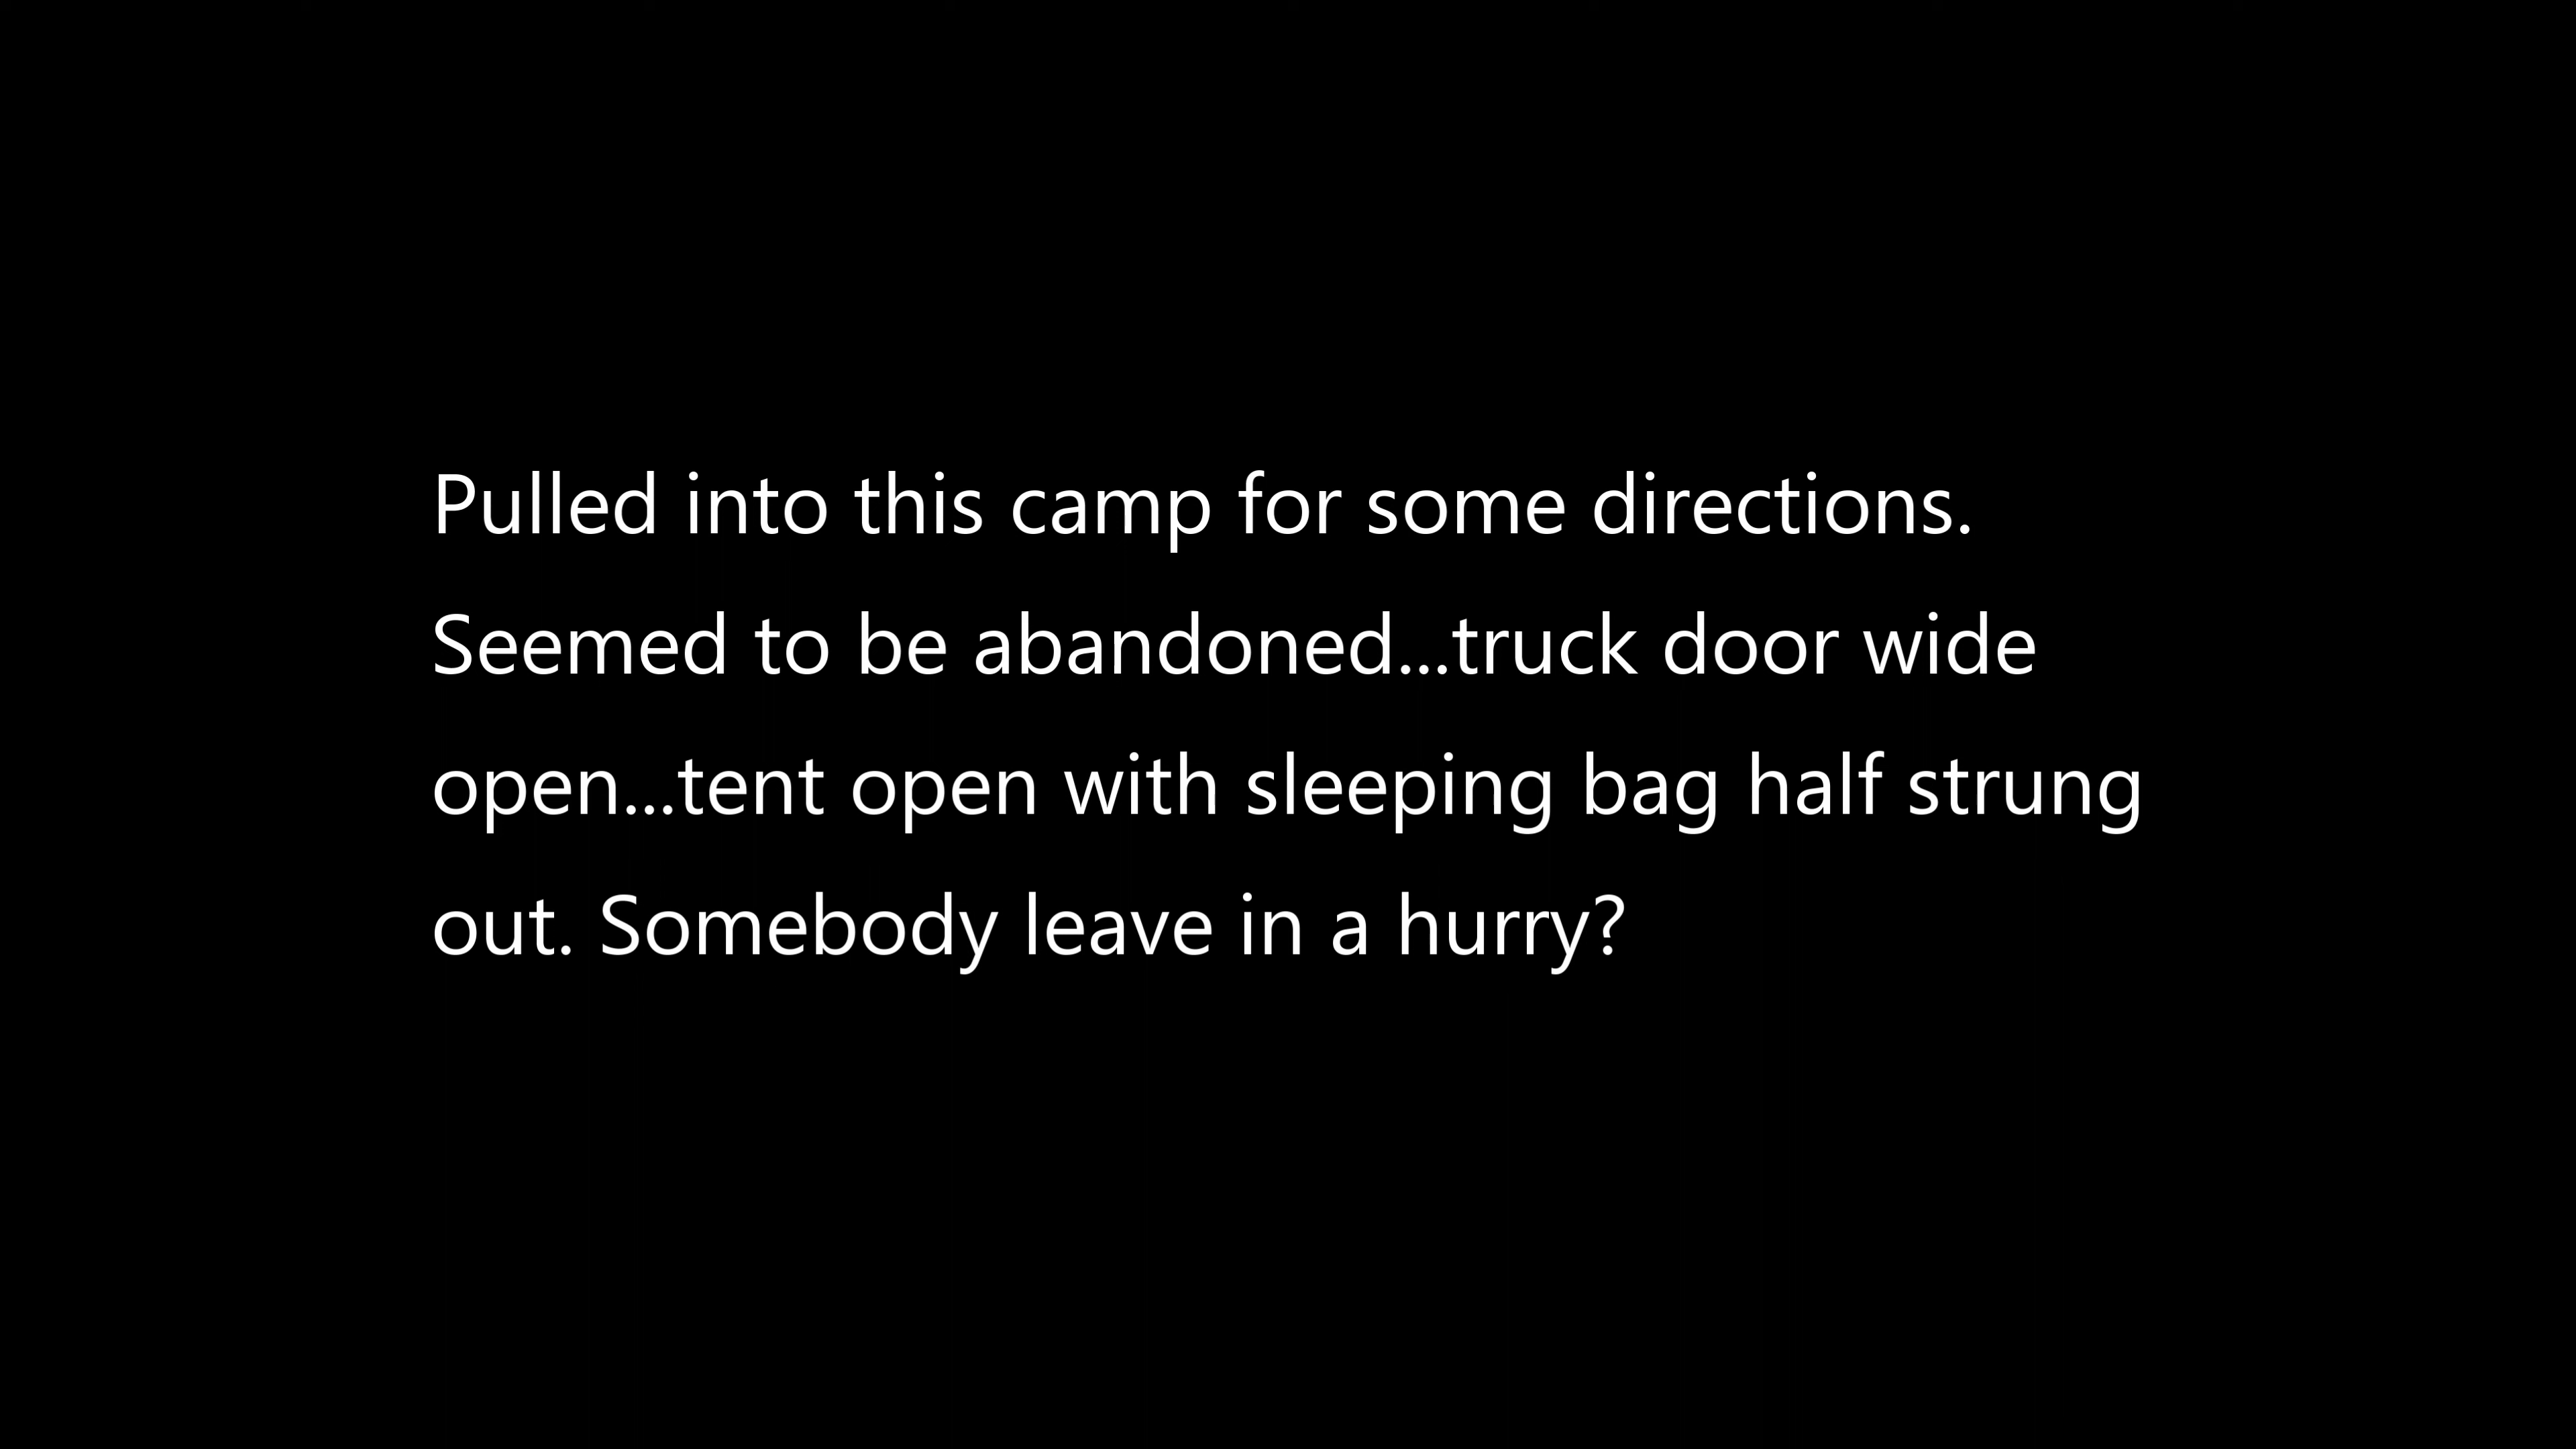 Pulled into this camp for some directions.
Seemed to be abandoned...truck door wide
open...tent open with sleeping bag half strung
out. Somebody leave in a hurry?